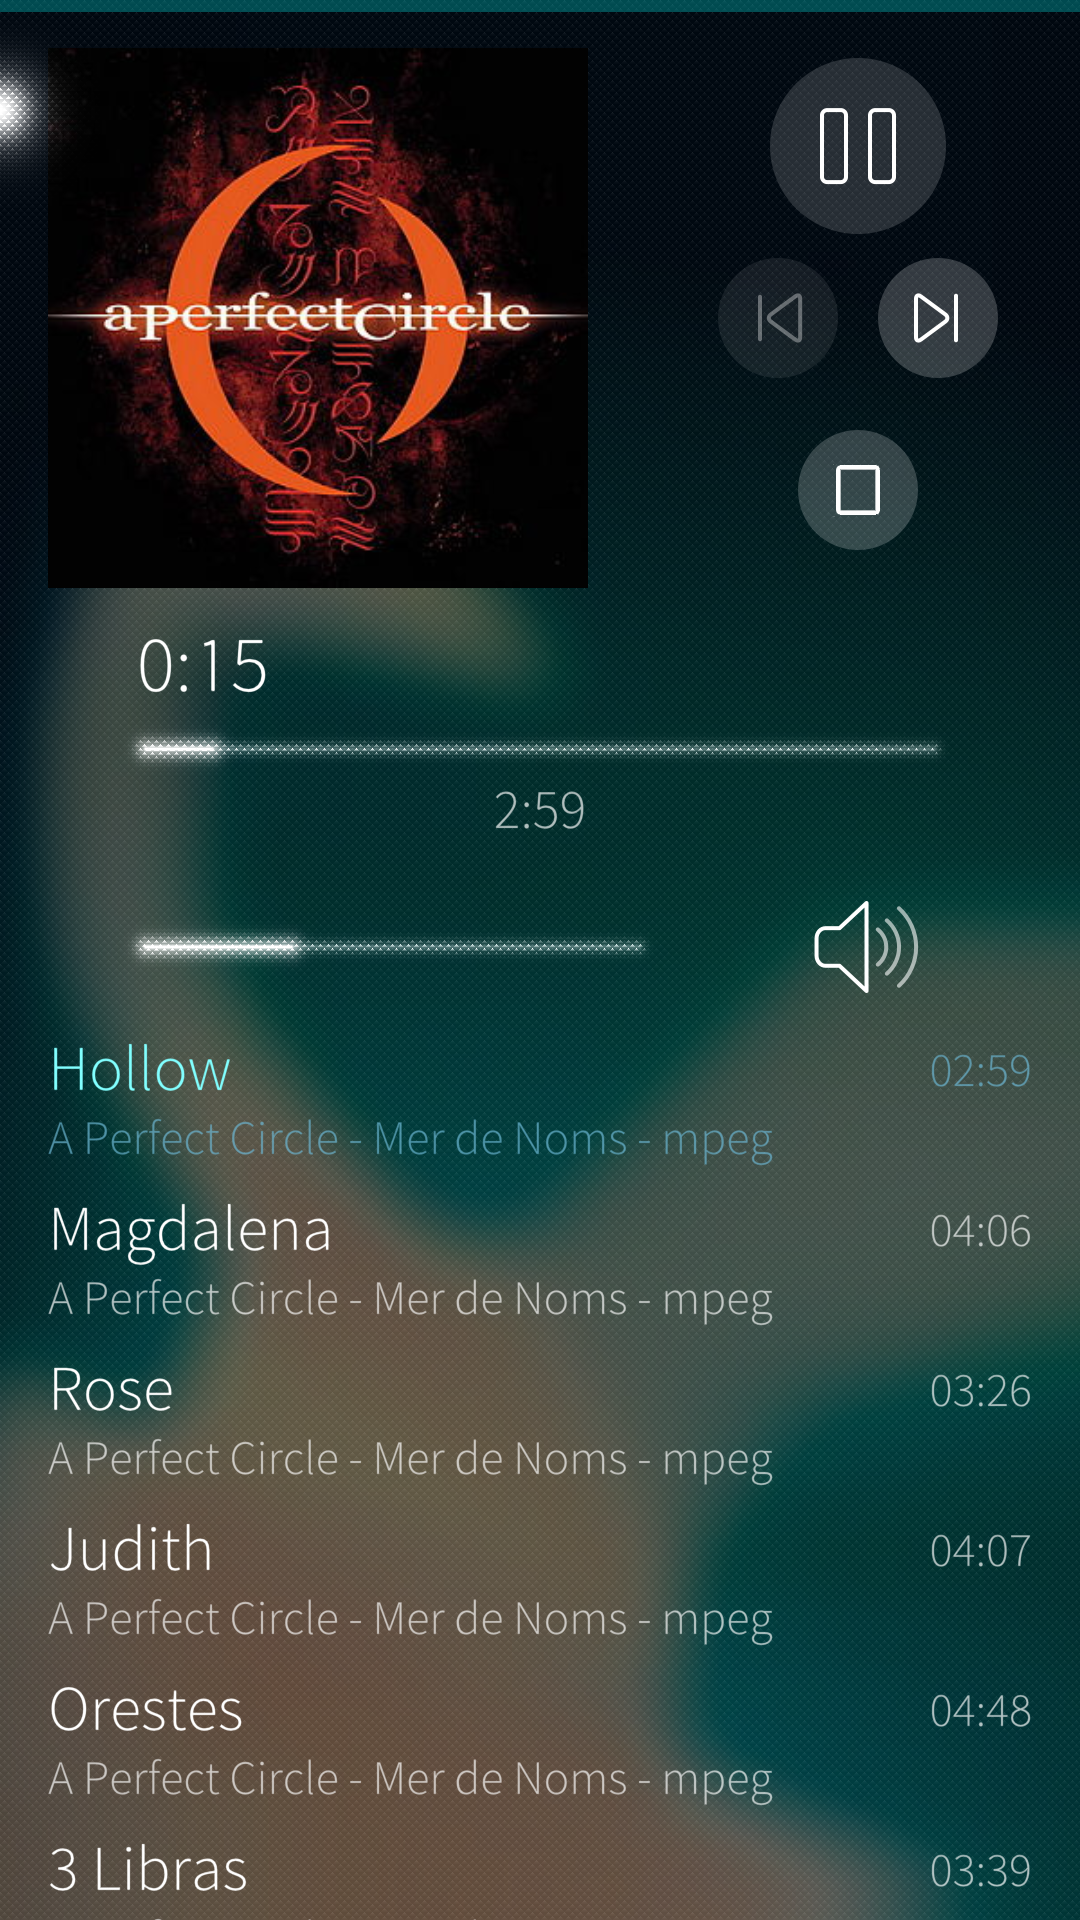 aperfectcircle
0:15
2:59
Hollow 02:59
A Perfect Circle - Mer de Noms - mpeg
Magdalena 04:06
A Perfect Circle - Mer de Noms - mpeg
Rose 03:26
A Perfect Circle - Mer de Noms - mpeg
Judith 04:07
A Perfect Circle - Mer de Noms - mpeg
Orestes 04:48
A Perfect Circle - Mer de Noms - mpeg
3 Libras 03:39